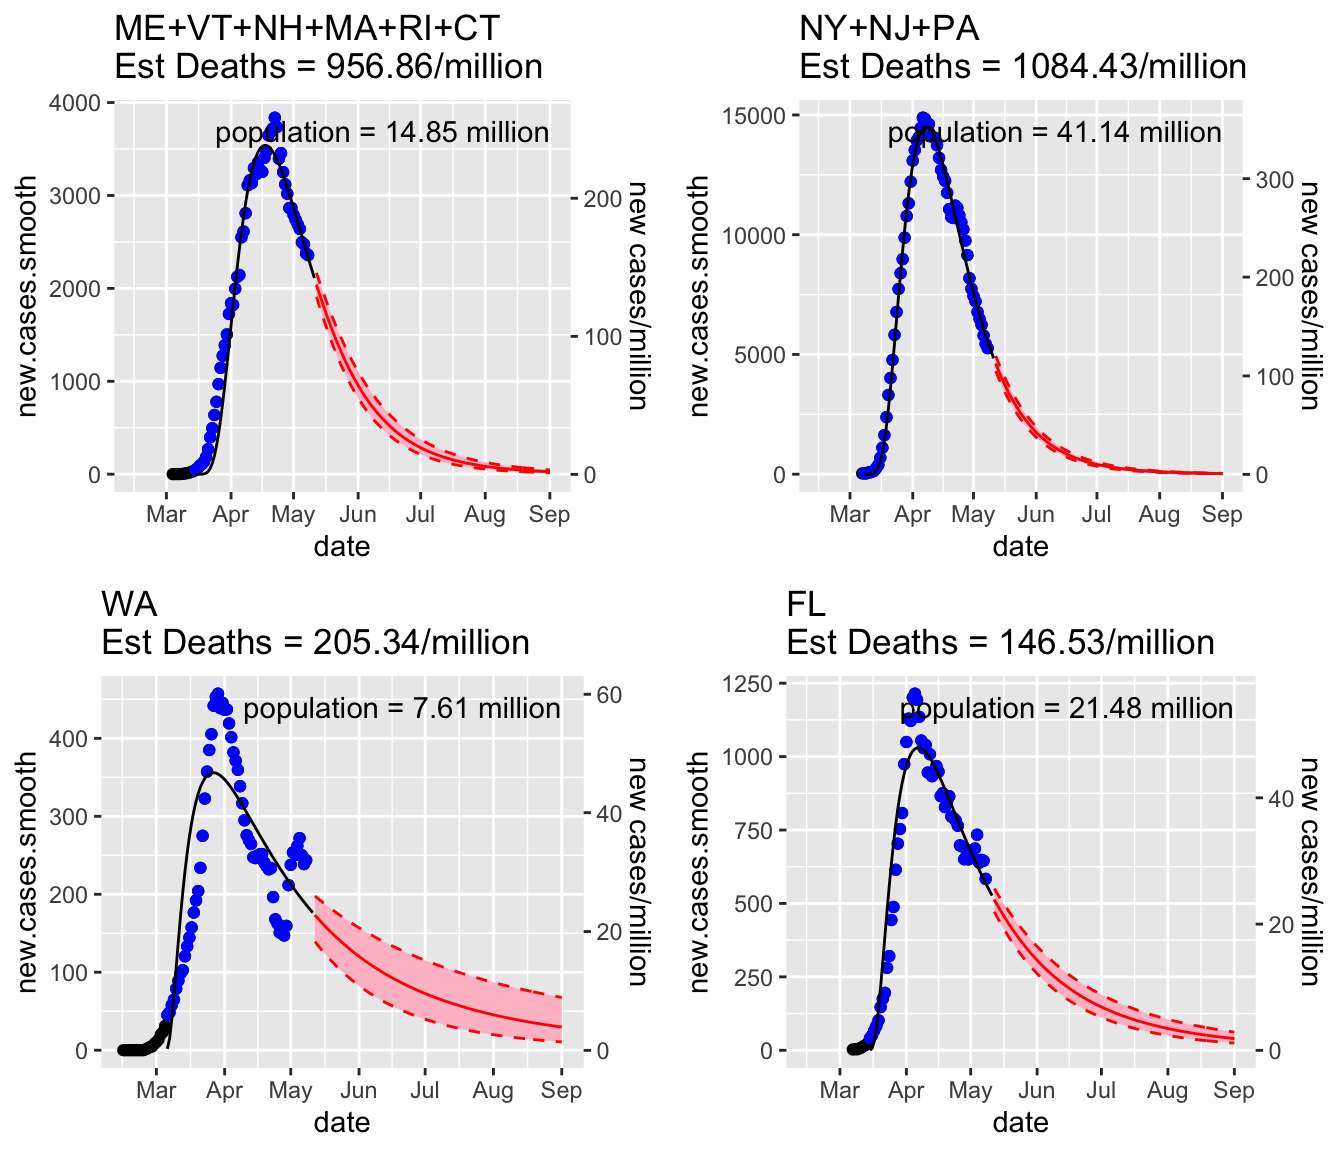 ME+VT+NH+MA+RI+CT
Est Deaths = 956.86/million
population = 14.85 million
new.cases.smooth
4000
3000
2000
1000
0
200
100
0
new cases/million
Mar Apr May Jun Jul Aug Sep
date
NY+NJ+PA
Est Deaths = 1084.43/million
population = 41.14 million
new.cases.smooth
15000
10000
5000
0
300
200
100
0
new cases/million
Mar Apr May Jun Jul Aug Sep
date
WA
Est Deaths = 205.34/million
population = 7.61 million
new.cases.smooth
400
300
200
100
0
60
40
20
0
new cases/million
Mar Apr May Jun Jul Aug Sep
date
FL
Est Deaths = 146.53/million
population = 21.48 million
new.cases.smooth
1250
1000
750
500
250
0
40
20
0
new cases/million
Mar Apr May Jun Jul Aug Sep
date